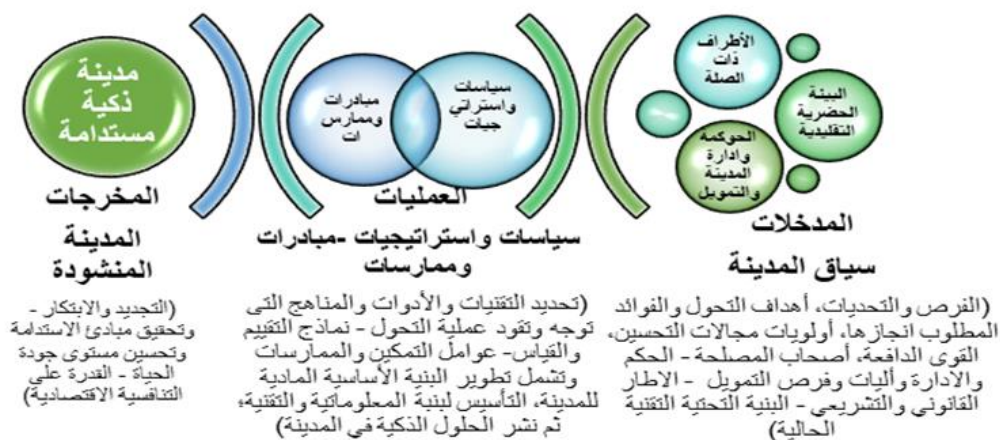 الأطراف
ذات
الصلة
البيئة
الحضرية
التقليدية
الحوكمة
وادارة
المدينة
والتمويل
المدخلات
سياق المدينة
(الفرص والتحديات، أهداف التحول والفوائد
المطلوب انجازها، أولويات مجالات التحسين،
القوى الدافعة، أصحاب المصلحة - الحكم
والادارة وأليات وفرص التمويل - الاطار
القانوني والتشريعي - البنية التحتية التقنية
الحالية)
سياسات
واستراتي
جيات
مبادرات
وممارس
ات
العمليات
سياسات واستراتيجيات -مبادرات
وممارسات
(تحديد التقنيات والأدوات والمناهج التى
توجه وتقود عملية التحول - نماذج التقييم
والقياس- عوامل التمكين والممارسات
وتشمل تطوير البنية الأساسية المادية
للمدينة، التأسيس لبنية المعلوماتية والتقنية؛
ثم نشر الحلول الذكية في المدينة)
مدينة
ذكية
مستدامة
المخرجات
المدينة
المنشودة
(التجديد والابتكار -
وتحقيق مبادئ الاستدامة
وتحسين مستوى جودة
الحياة - القدرة على
التنافسية الاقتصادية)